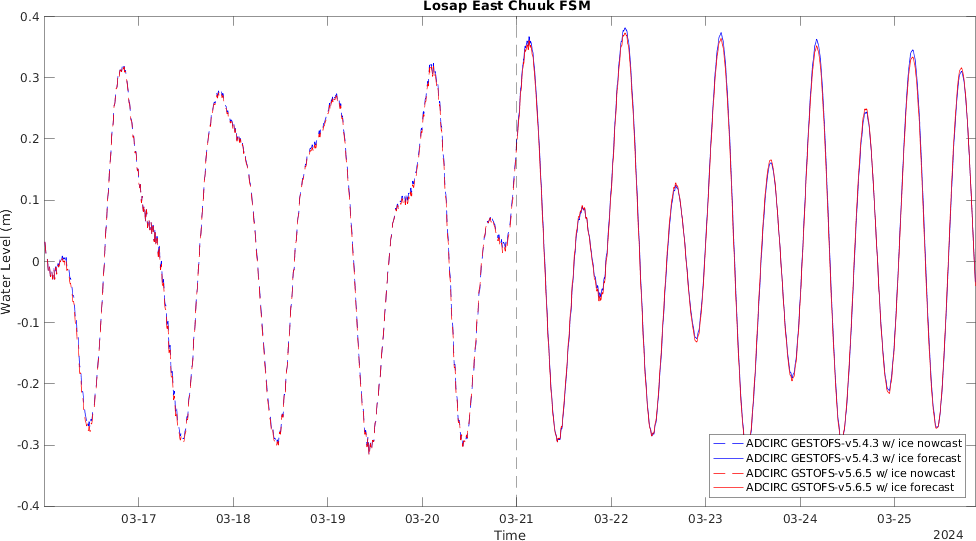 Losap East Chuuk FSM
0.4
0.3
0.2
0.1
0
-0.1
-0.2
-0.3
-0.4
Water Level (m)
ADCIRC GESTOFS-v5.4.3 w/ ice nowcast
ADCIRC GESTOFS-v5.4.3 w/ ice forecast
ADCIRC GSTOFS-v5.6.5 w/ ice nowcast
ADCIRC GSTOFS-v5.6.5 w/ ice forecast
03-17 03-18 03-19 03-20 03-21 03-22 03-23 03-24 03-25
Time
2024